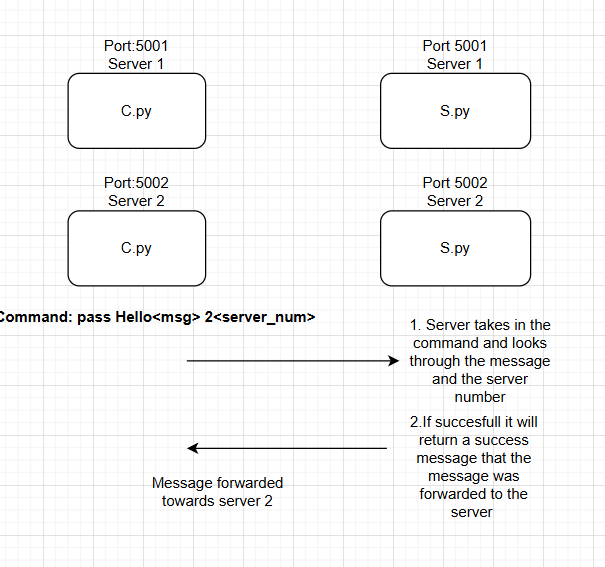 Port:5001
Server 1
C.py
Port 5001
Server 1
S.py
Port:5002
Server 2
C.py
Port 5002
Server 2
S.py
Command: pass Hello<msg> 2<server_num>
1. Server takes in the
command and looks
through the message
and the server
number
2.If succesfull it will
return a success
message that the
message was
forwarded to the
server
Message forwarded
towards server 2